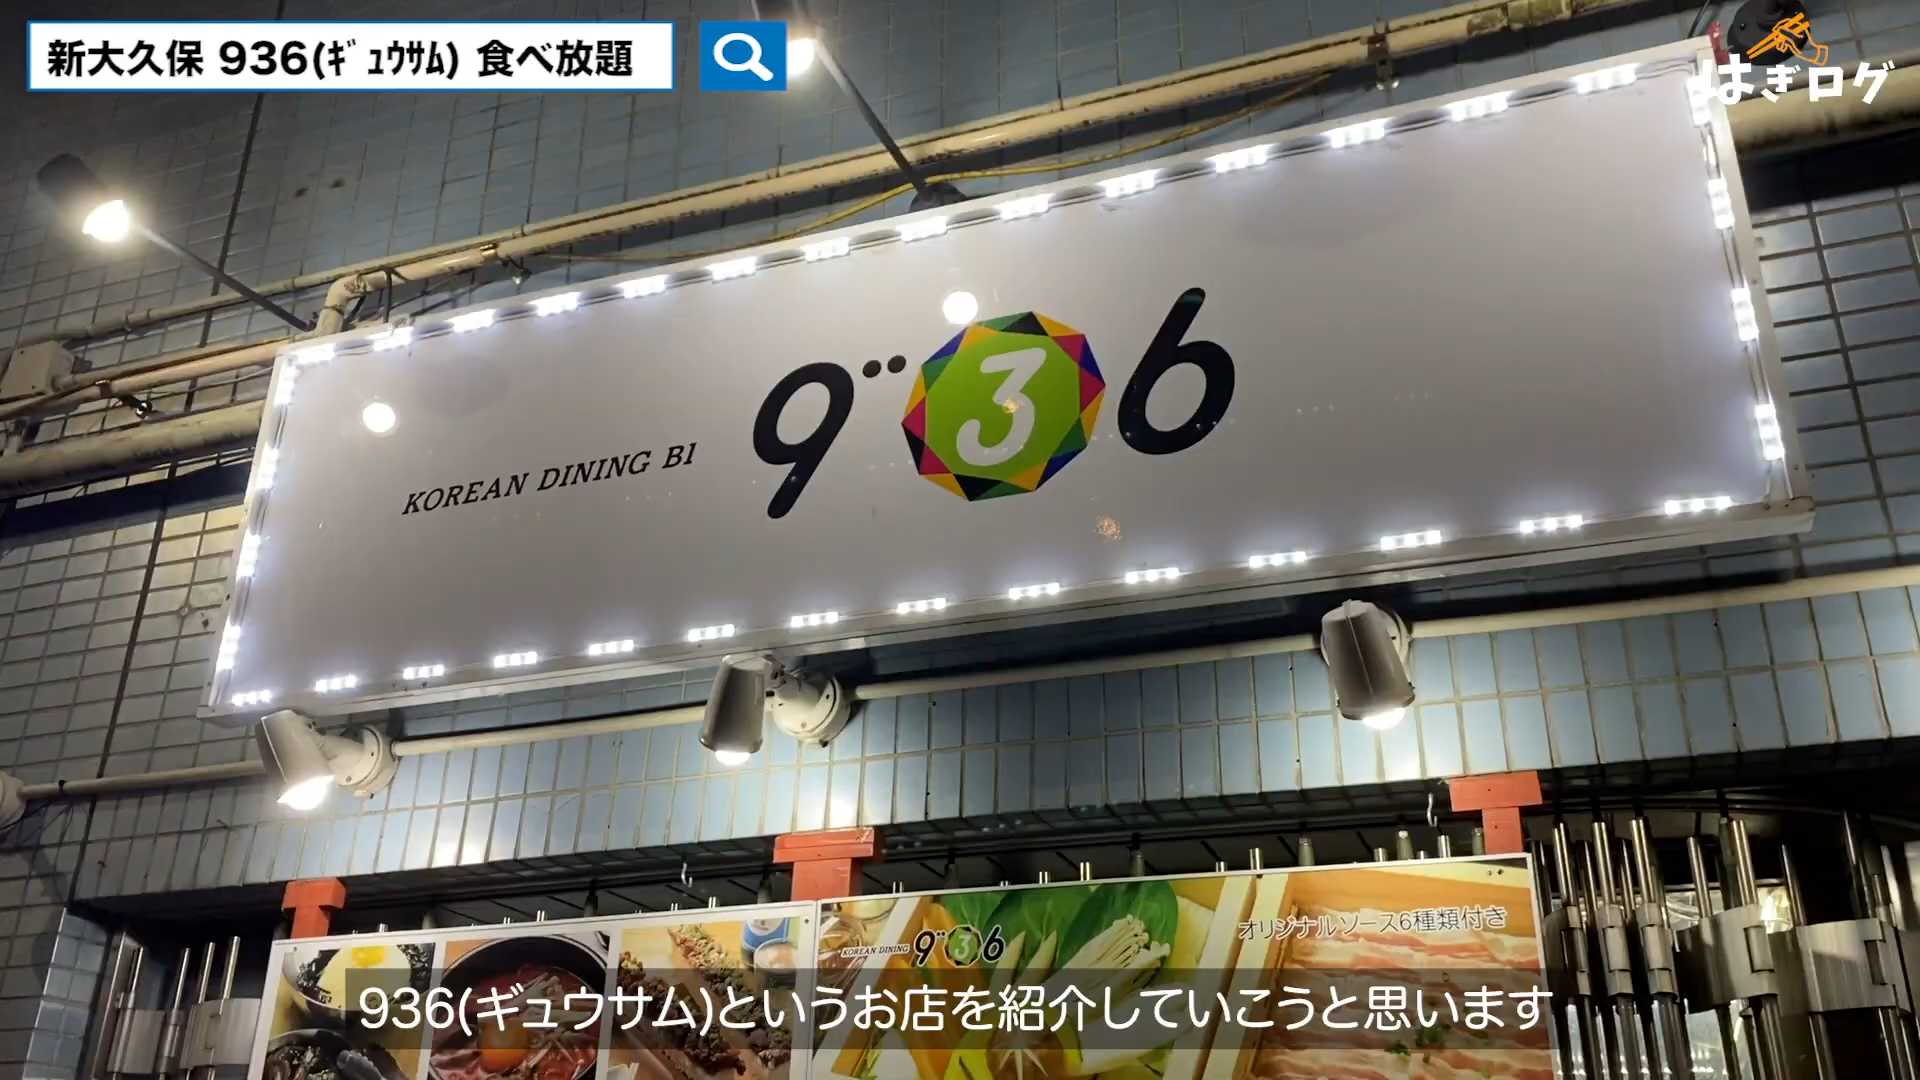 新大久保 936(ｷﾞｭｳｻﾑ) 食べ放題
はぎログ
KOREAN DINING B1
9¨36
オリジナルソース6種類付き
KOREAN DINING 9¨36
936(ギュウサム)というお店を紹介していこうと思います